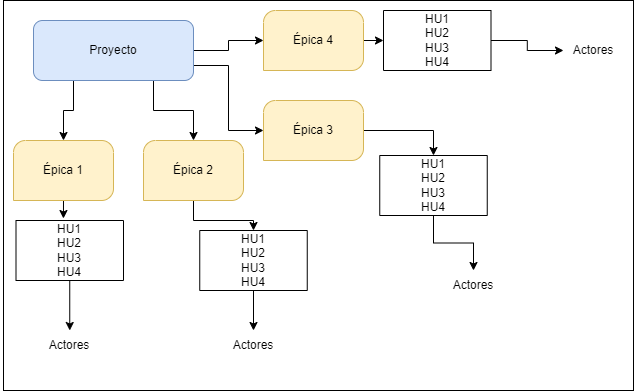 Proyecto
Épica 4
HU1
HU2
HU3
HU4
Actores
Épica 3
HU1
HU2
HU3
HU4
Actores
Épica 1
HU1
HU2
HU3
HU4
Actores
Épica 2
HU1
HU2
HU3
HU4
Actores